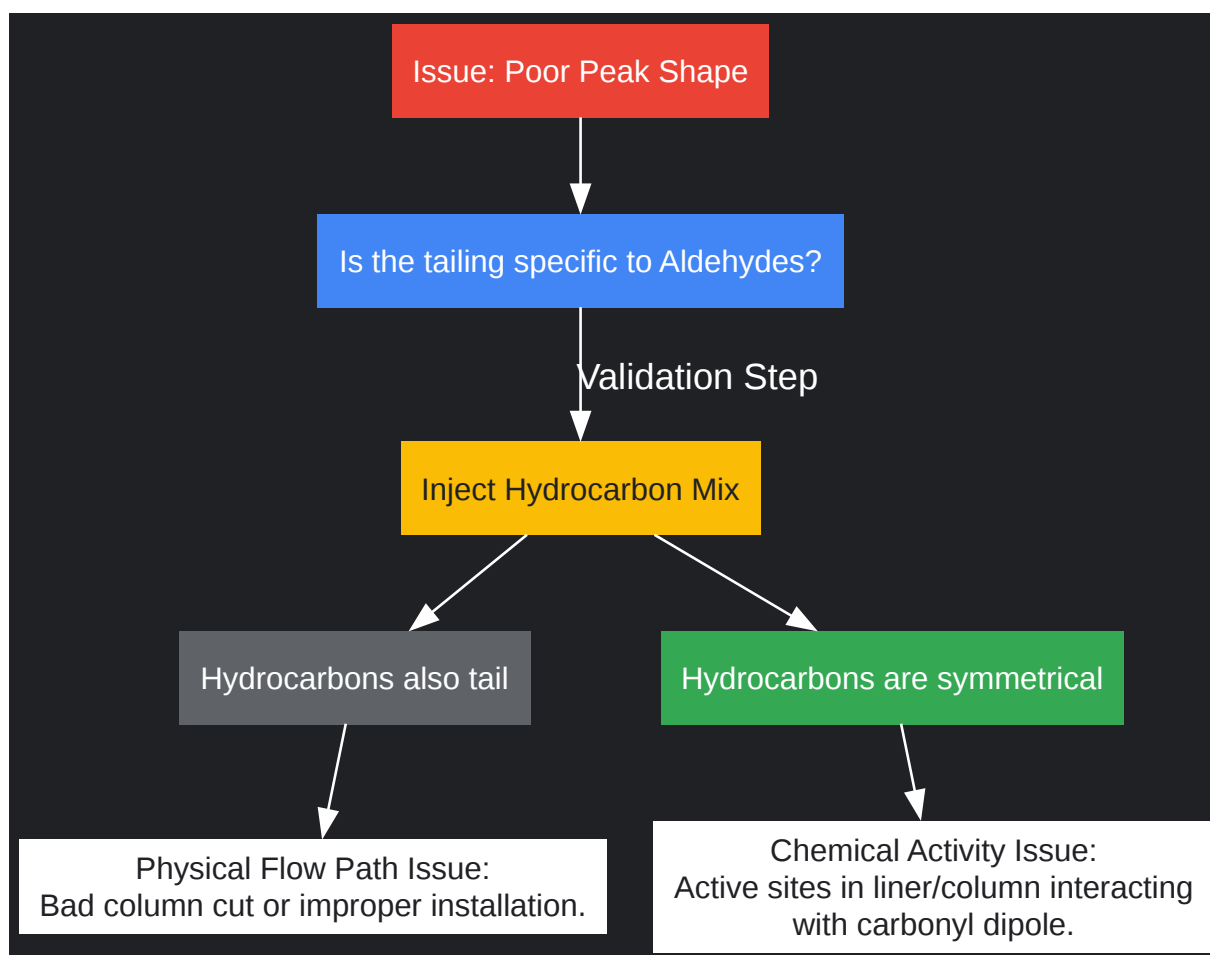 Issue: Poor Peak Shape
Is the tailing specific to Aldehydes?
Validation Step
Inject Hydrocarbon Mix
Hydrocarbons also tail
Hydrocarbons are symmetrical
Physical Flow Path Issue:
Bad column cut or improper installation.
Chemical Activity Issue:
Active sites in liner/column interacting
with carbonyl dipole.